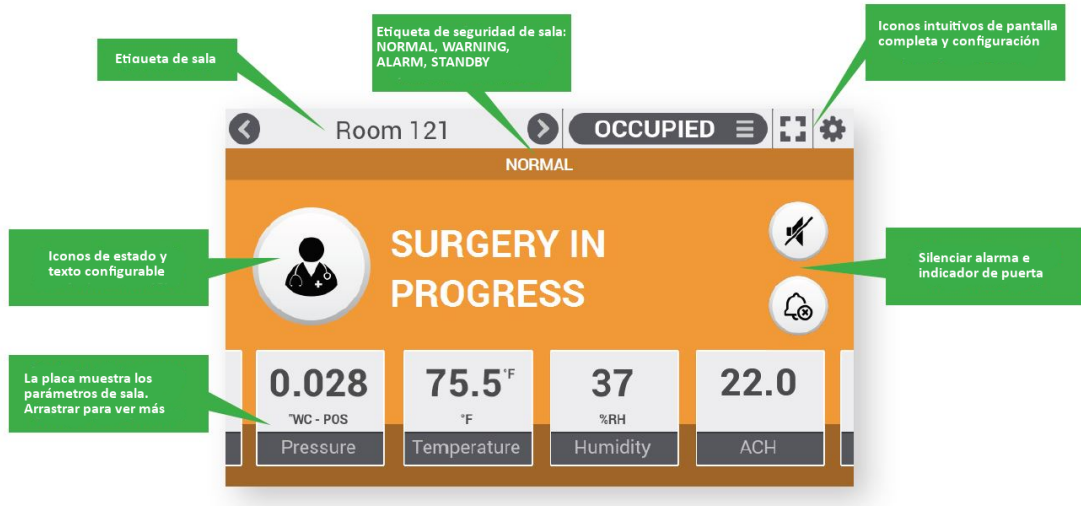 Etiqueta de sala
Etiqueta de seguridad de sala:
NORMAL, WARNING,
ALARM, STANDBY
Iconos intuitivos de pantalla
completa y configuración
Room 121
OCCUPIED
NORMAL
Iconos de estado y
texto configurable
SURGERY IN
PROGRESS
Silenciar alarma e
indicador de puerta
La placa muestra los
parámetros de sala.
Arrastrar para ver más
0.028
"WC - POS
Pressure
75.5°F
°F
Temperature
37
%RH
Humidity
22.0
ACH